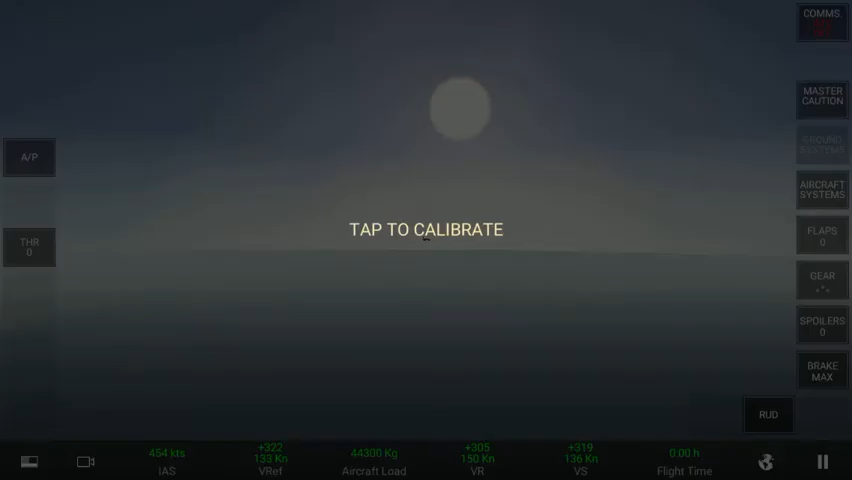 COMMS.
MASTER
CAUTION
GROUND
SYSTEMS
A/P
AIRCRAFT
SYSTEMS
TAP TO CALIBRATE
FLAPS
0
THR
0
GEAR
SPOILERS
0
BRAKE
MAX
RUD
454 kts
IAS
+322
133 Kn
VRef
44300 Kg
Aircraft Load
+305
150 Kn
VR
+319
136 Kn
VS
0.00 h
Flight Time